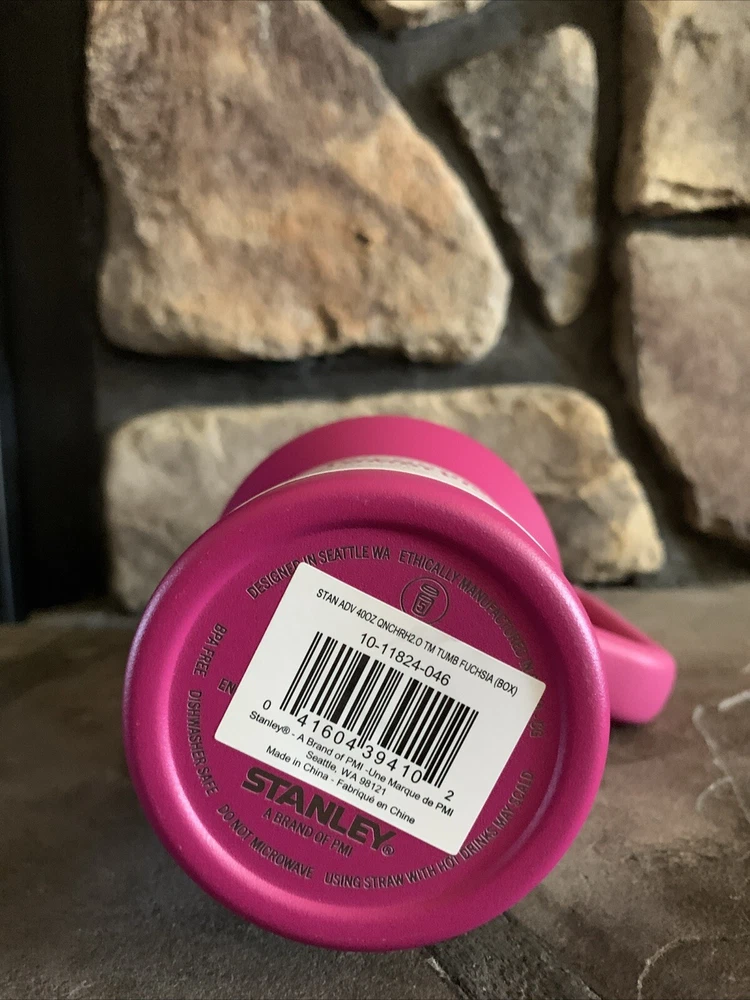 DESIGNED IN SEATTLE WA ETHICALLY MANUFACTURED IN
STAN ADV 40OZ QNCHRH2.0 TM TUMB FUCHSIA (BOX)
10-11824-046
0 41604 39410 2
Stanley® - A Brand of PMI -Une Marque de PMI
Seattle, WA 98121
Made in China - Fabriqué en Chine
STANLEY®
A BRAND OF PMI
BPA FREE
DISHWASHER SAFE
DO NOT MICROWAVE
USING STRAW WITH HOT DRINKS MAY SCALD